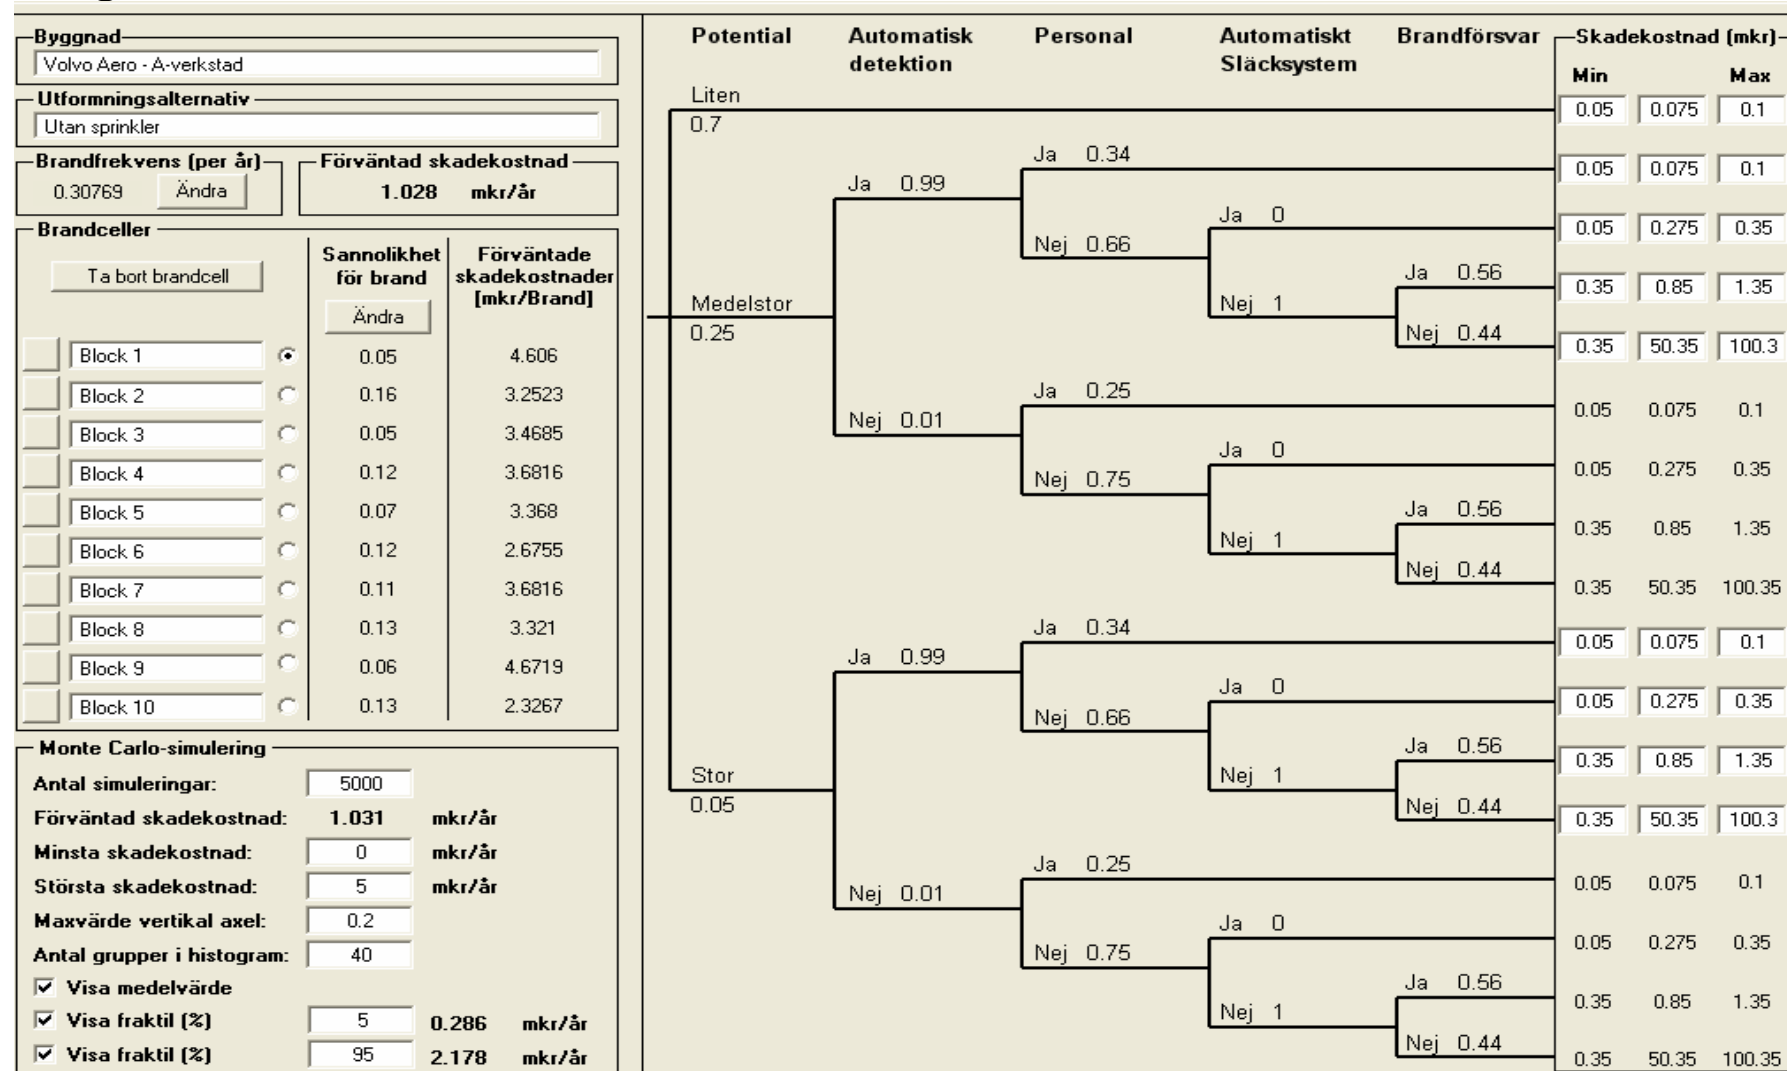 Byggnad
Volvo Aero - A-verkstad
Utformningsalternativ
Utan sprinkler
Brandfrekvens (per år)
0.30769 Ändra
Förväntad skadekostnad
1.028 mkr/år
Brandceller
Ta bort brandcell
Sannolikhet för brand
Ändra
Förväntade skadekostnader [mkr/Brand]
Block 1 0.05 4.606
Block 2 0.16 3.2523
Block 3 0.05 3.4685
Block 4 0.12 3.6816
Block 5 0.07 3.368
Block 6 0.12 2.6755
Block 7 0.11 3.6816
Block 8 0.13 3.321
Block 9 0.06 4.6719
Block 10 0.13 2.3267
Monte Carlo-simulering
Antal simuleringar: 5000
Förväntad skadekostnad: 1.031 mkr/år
Minsta skadekostnad: 0 mkr/år
Största skadekostnad: 5 mkr/år
Maxvärde vertikal axel: 0.2
Antal grupper i histogram: 40
Visa medelvärde
Visa fraktil (%) 5 0.286 mkr/år
Visa fraktil (%) 95 2.178 mkr/år
Potential
Automatisk detektion
Personal
Automatiskt Släcksystem
Brandförsvar
Skadekostnad (mkr)
Min Max
Liten
0.7
0.05 0.075 0.1
Ja 0.34
0.05 0.075 0.1
Ja 0.99
Ja 0
0.05 0.275 0.35
Nej 0.66
Ja 0.56
0.35 0.85 1.35
Medelstor
0.25
Nej 1
Nej 0.44
0.35 50.35 100.3
Ja 0.25
0.05 0.075 0.1
Nej 0.01
Ja 0
0.05 0.275 0.35
Nej 0.75
Ja 0.56
0.35 0.85 1.35
Nej 1
Nej 0.44
0.35 50.35 100.35
Ja 0.34
0.05 0.075 0.1
Ja 0.99
Ja 0
0.05 0.275 0.35
Nej 0.66
Ja 0.56
0.35 0.85 1.35
Stor
0.05
Nej 1
Nej 0.44
0.35 50.35 100.3
Ja 0.25
0.05 0.075 0.1
Nej 0.01
Ja 0
0.05 0.275 0.35
Nej 0.75
Ja 0.56
0.35 0.85 1.35
Nej 1
Nej 0.44
0.35 50.35 100.35